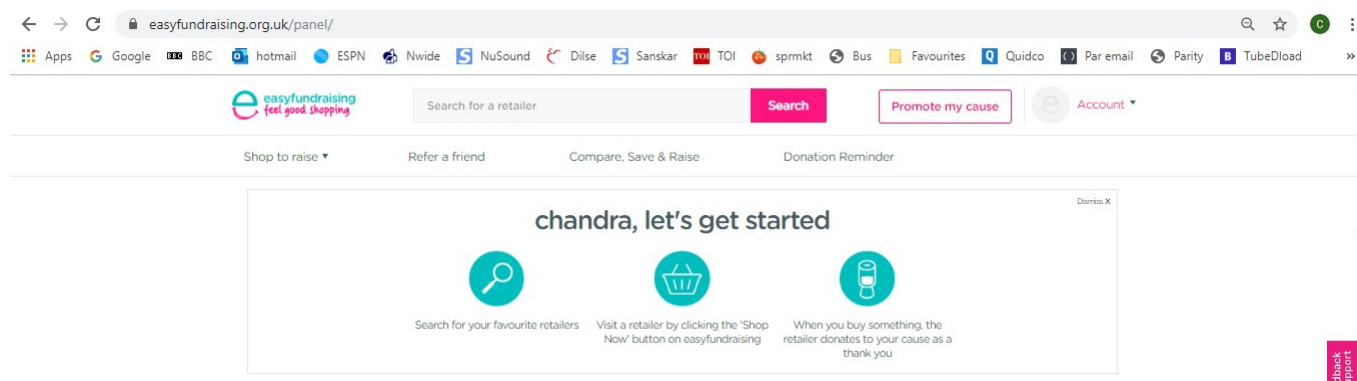 easyfundraising.org.uk/panel/
C
Apps Google BBC BBC hotmail ESPN Nwide NuSound Dilse Sanskar TOI TOI sprmkt Bus Favourites Quidco Par email Parity TubeDload »
easyfundraising
feel good shopping
Search for a retailer
Search
Promote my cause
Account
Shop to raise Refer a friend Compare, Save & Raise Donation Reminder
Dismiss X
chandra, let's get started
Search for your favourite retailers
Visit a retailer by clicking the 'Shop
Now' button on easyfundraising
When you buy something, the
retailer donates to your cause as a
thank you